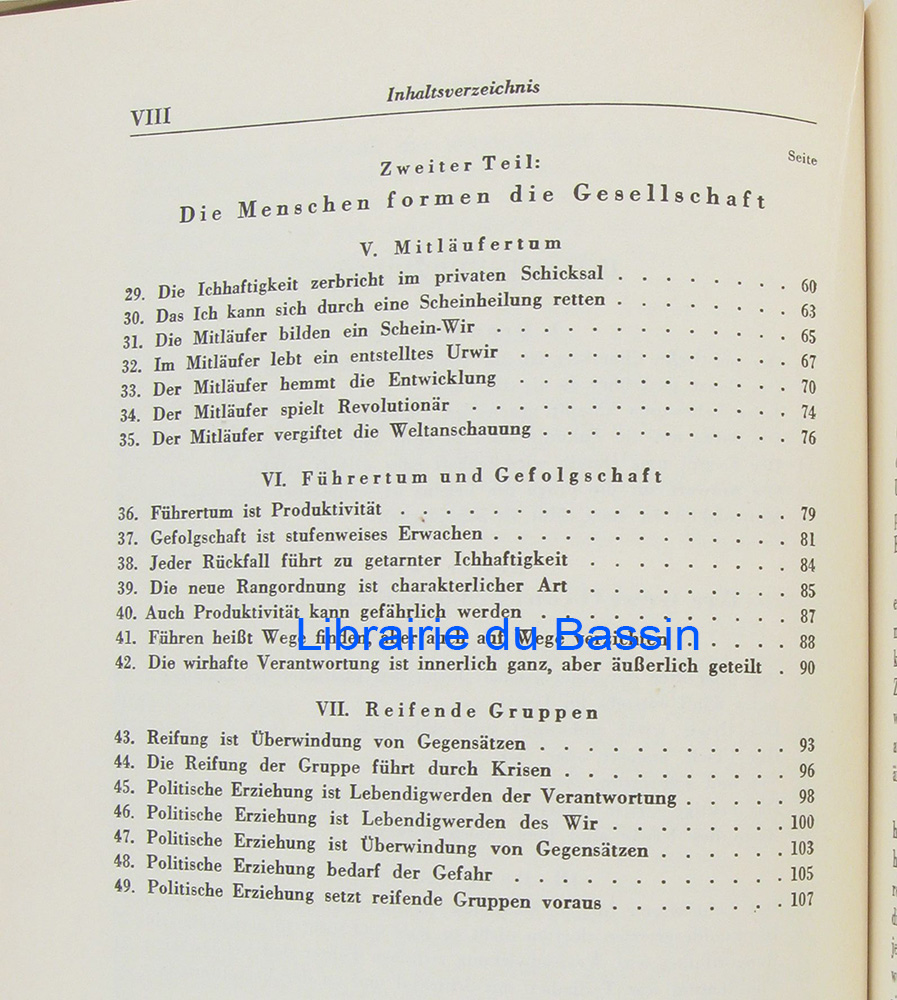 VIII
Inhaltsverzeichnis
Seite
Zweiter Teil:
Die Menschen formen die Gesellschaft
V. Mitläufertum
29. Die Ichhaftigkeit zerbricht im privaten Schicksal . . . . . . . . 60
30. Das Ich kann sich durch eine Scheinheilung retten . . . . . . . . 63
31. Die Mitläufer bilden ein Schein-Wir . . . . . . . . . . . . 65
32. Im Mitläufer lebt ein entstelltes Urwir . . . . . . . . . . . 67
33. Der Mitläufer hemmt die Entwicklung . . . . . . . . . . . 70
34. Der Mitläufer spielt Revolutionär . . . . . . . . . . . . . 74
35. Der Mitläufer vergiftet die Weltanschauung . . . . . . . . . . 76
VI. Führertum und Gefolgschaft
36. Führertum ist Produktivität . . . . . . . . . . . . . . . 79
37. Gefolgschaft ist stufenweises Erwachen . . . . . . . . . . . . 81
38. Jeder Rückfall führt zu getarnter Ichhaftigkeit . . . . . . . . . 84
39. Die neue Rangordnung ist charakterlicher Art . . . . . . . . . 85
40. Auch Produktivität kann gefährlich werden . . . . . . . . . . 87
41. Führen heißt Wege finden, aber auch auf Wege verzichten . . . . . 88
42. Die wirhafte Verantwortung ist innerlich ganz, aber äußerlich geteilt . 90
Librairie du Bassin
VII. Reifende Gruppen
43. Reifung ist Überwindung von Gegensätzen . . . . . . . . . . . 93
44. Die Reifung der Gruppe führt durch Krisen . . . . . . . . . . 96
45. Politische Erziehung ist Lebendigwerden der Verantwortung . . . . . 98
46. Politische Erziehung ist Lebendigwerden des Wir . . . . . . . . 100
47. Politische Erziehung ist Überwindung von Gegensätzen . . . . . . 103
48. Politische Erziehung bedarf der Gefahr . . . . . . . . . . . 105
49. Politische Erziehung setzt reifende Gruppen voraus . . . . . . . . 107